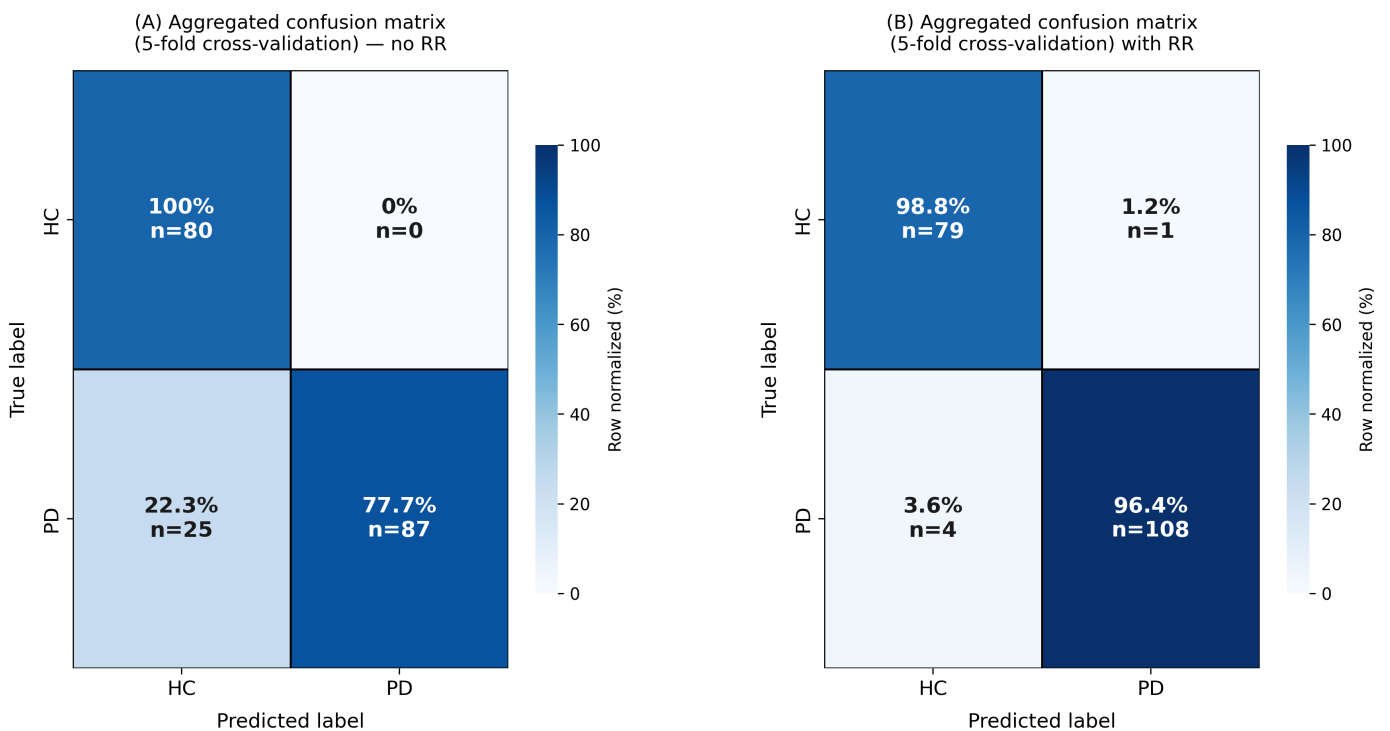 (A) Aggregated confusion matrix
(5-fold cross-validation) — no RR
100%
n=80
0%
n=0
22.3%
n=25
77.7%
n=87
HC
PD
True label
HC
PD
Predicted label
100
80
60
40
20
0
Row normalized (%)
(B) Aggregated confusion matrix
(5-fold cross-validation) with RR
98.8%
n=79
1.2%
n=1
3.6%
n=4
96.4%
n=108
HC
PD
True label
HC
PD
Predicted label
100
80
60
40
20
0
Row normalized (%)